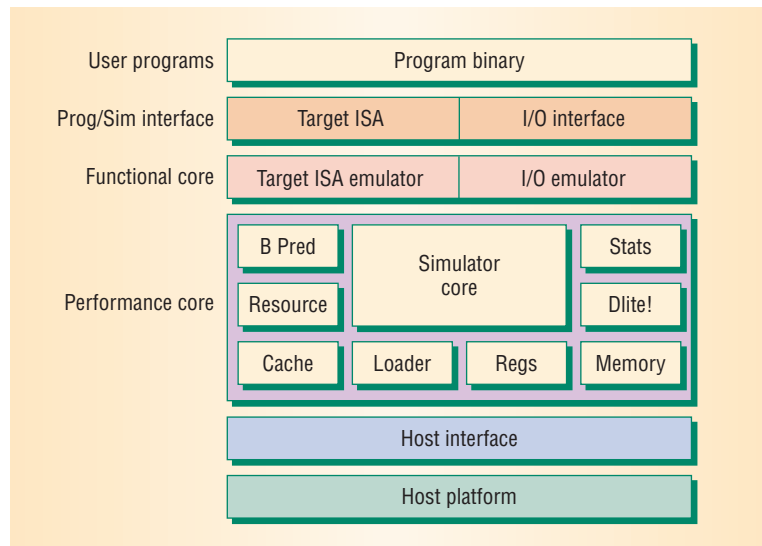 User programs
Program binary
Prog/Sim interface
Target ISA
I/O interface
Functional core
Target ISA emulator
I/O emulator
Performance core
B Pred
Simulator
core
Stats
Resource
Dlite!
Cache
Loader
Regs
Memory
Host interface
Host platform